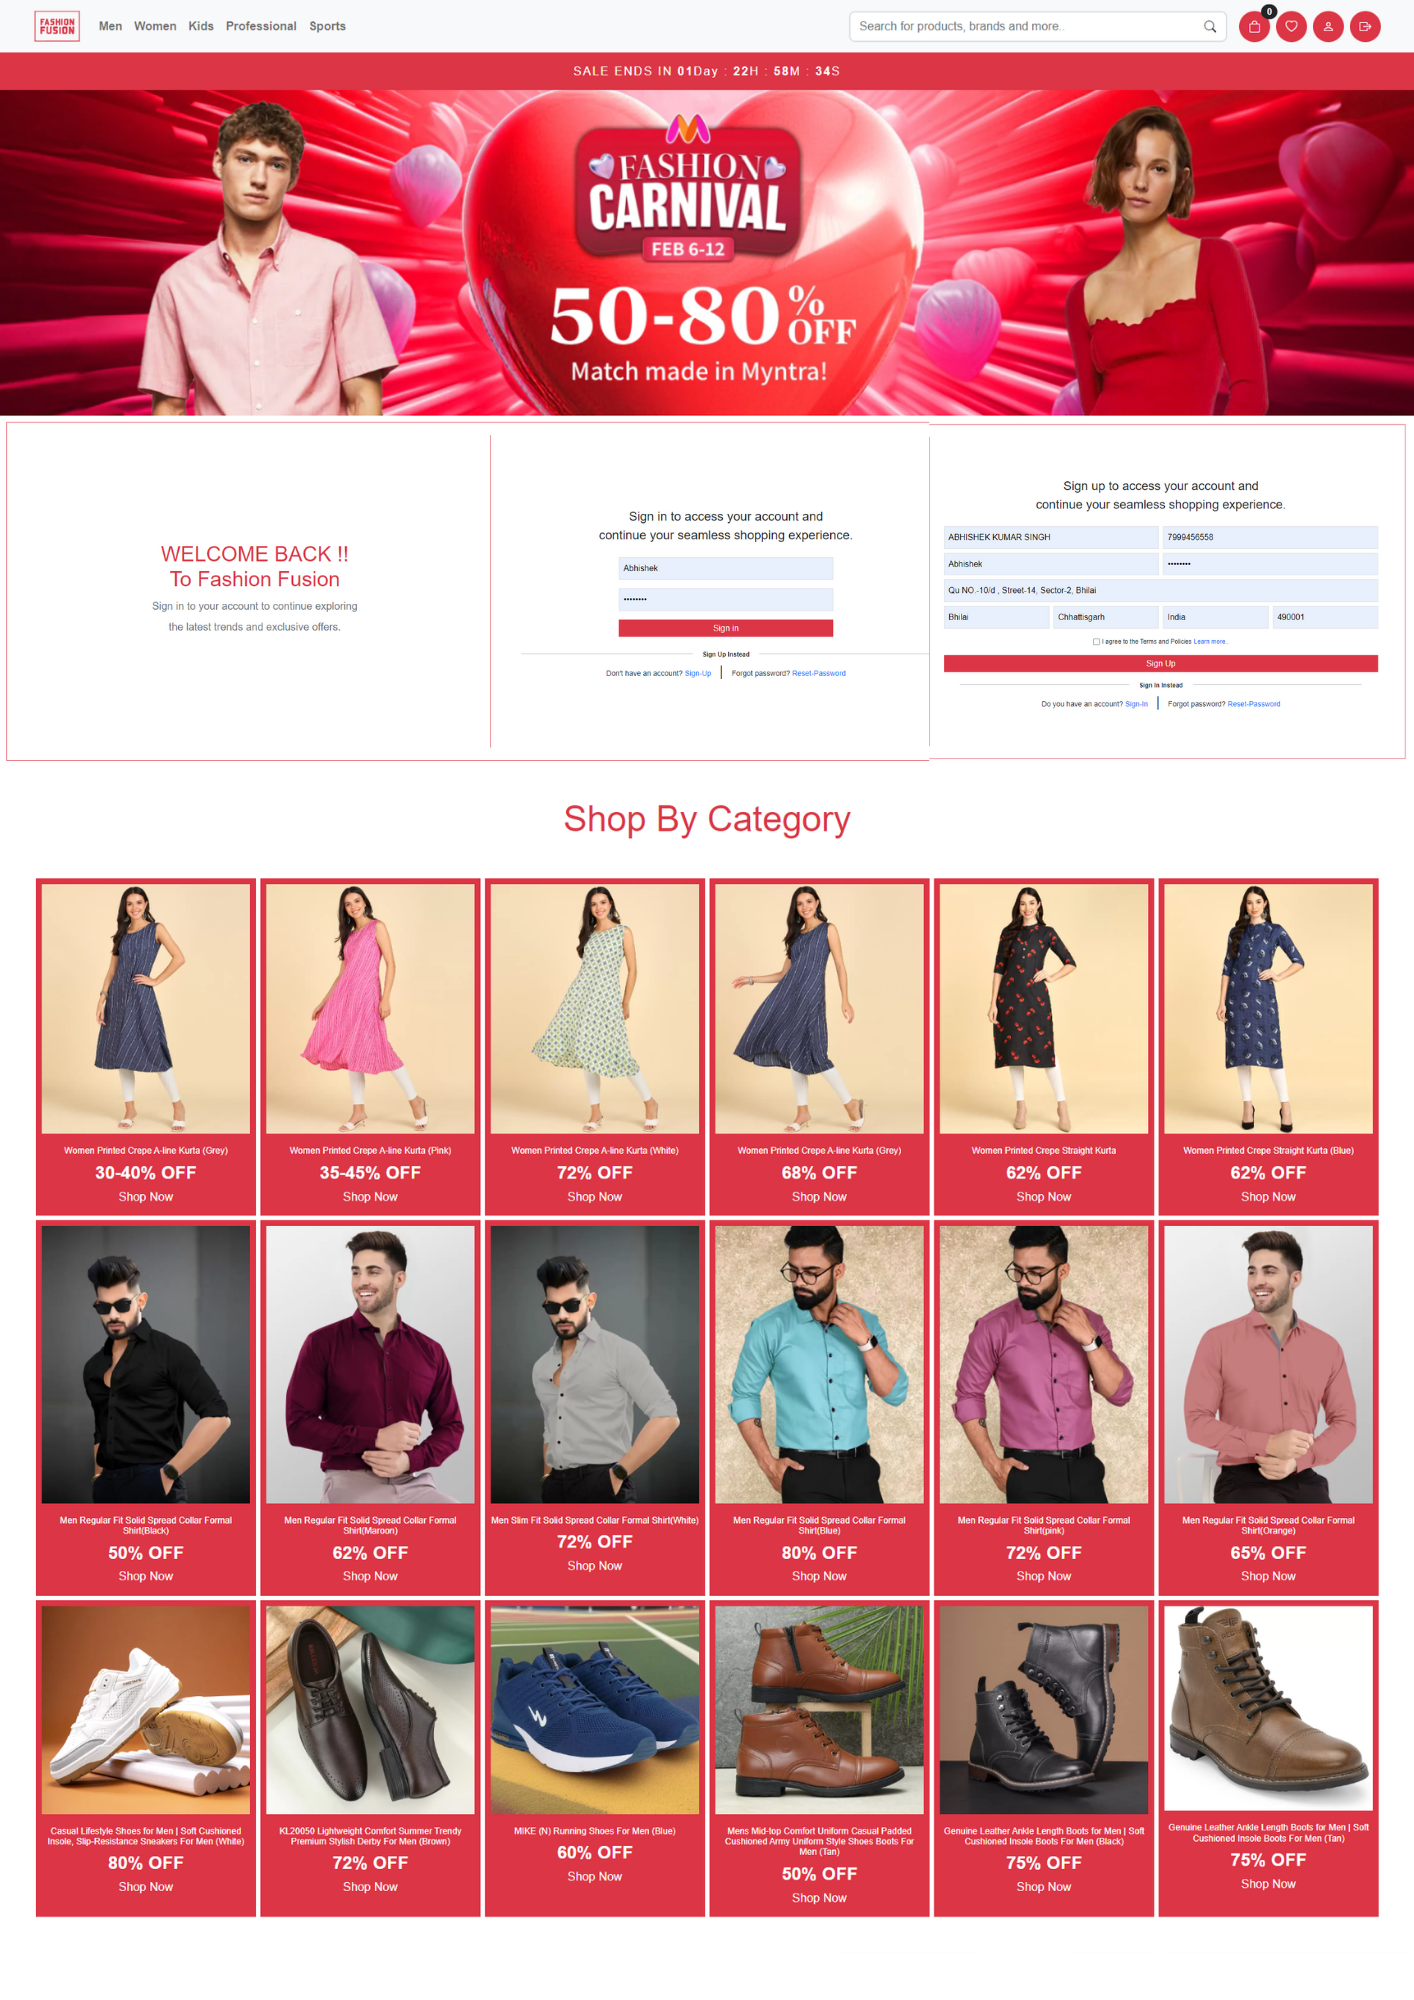 FASHION
FUSION
Men Women Kids Professional Sports
Search for products, brands and more..
0
SALE ENDS IN 01Day : 22H : 58M : 34S
FASHION
CARNIVAL
FEB 6-12
50-80% OFF
Match made in Myntra!
WELCOME BACK !!
To Fashion Fusion
Sign in to your account to continue exploring
the latest trends and exclusive offers.
Sign in to access your account and
continue your seamless shopping experience.
Abhishek
••••••••
Sign in
Sign Up Instead
Don't have an account? Sign-Up
Forgot password? Reset-Password
Sign up to access your account and
continue your seamless shopping experience.
ABHISHEK KUMAR SINGH
7999456558
Abhishek
••••••••
Qu NO.-10/d , Street-14, Sector-2, Bhilai
Bhilai
Chhattisgarh
India
490001
I agree to the Terms and Policies Learn more..
Sign Up
Sign In Instead
Do you have an account? Sign-In
Forgot password? Reset-Password
Shop By Category
Women Printed Crepe A-line Kurta (Grey)
30-40% OFF
Shop Now
Women Printed Crepe A-line Kurta (Pink)
35-45% OFF
Shop Now
Women Printed Crepe A-line Kurta (White)
72% OFF
Shop Now
Women Printed Crepe A-line Kurta (Grey)
68% OFF
Shop Now
Women Printed Crepe Straight Kurta
62% OFF
Shop Now
Women Printed Crepe Straight Kurta (Blue)
62% OFF
Shop Now
Men Regular Fit Solid Spread Collar Formal
Shirt(Black)
50% OFF
Shop Now
Men Regular Fit Solid Spread Collar Formal
Shirt(Maroon)
62% OFF
Shop Now
Men Slim Fit Solid Spread Collar Formal Shirt(White)
72% OFF
Shop Now
Men Regular Fit Solid Spread Collar Formal
Shirt(Blue)
80% OFF
Shop Now
Men Regular Fit Solid Spread Collar Formal
Shirt(pink)
72% OFF
Shop Now
Men Regular Fit Solid Spread Collar Formal
Shirt(Orange)
65% OFF
Shop Now
Casual Lifestyle Shoes for Men | Soft Cushioned
Insole, Slip-Resistance Sneakers For Men (White)
80% OFF
Shop Now
KL20050 Lightweight Comfort Summer Trendy
Premium Stylish Derby For Men (Brown)
72% OFF
Shop Now
MIKE (N) Running Shoes For Men (Blue)
60% OFF
Shop Now
Mens Mid-top Comfort Uniform Casual Padded
Cushioned Army Uniform Style Shoes Boots For
Men (Tan)
50% OFF
Shop Now
Genuine Leather Ankle Length Boots for Men | Soft
Cushioned Insole Boots For Men (Black)
75% OFF
Shop Now
Genuine Leather Ankle Length Boots for Men | Soft
Cushioned Insole Boots For Men (Tan)
75% OFF
Shop Now